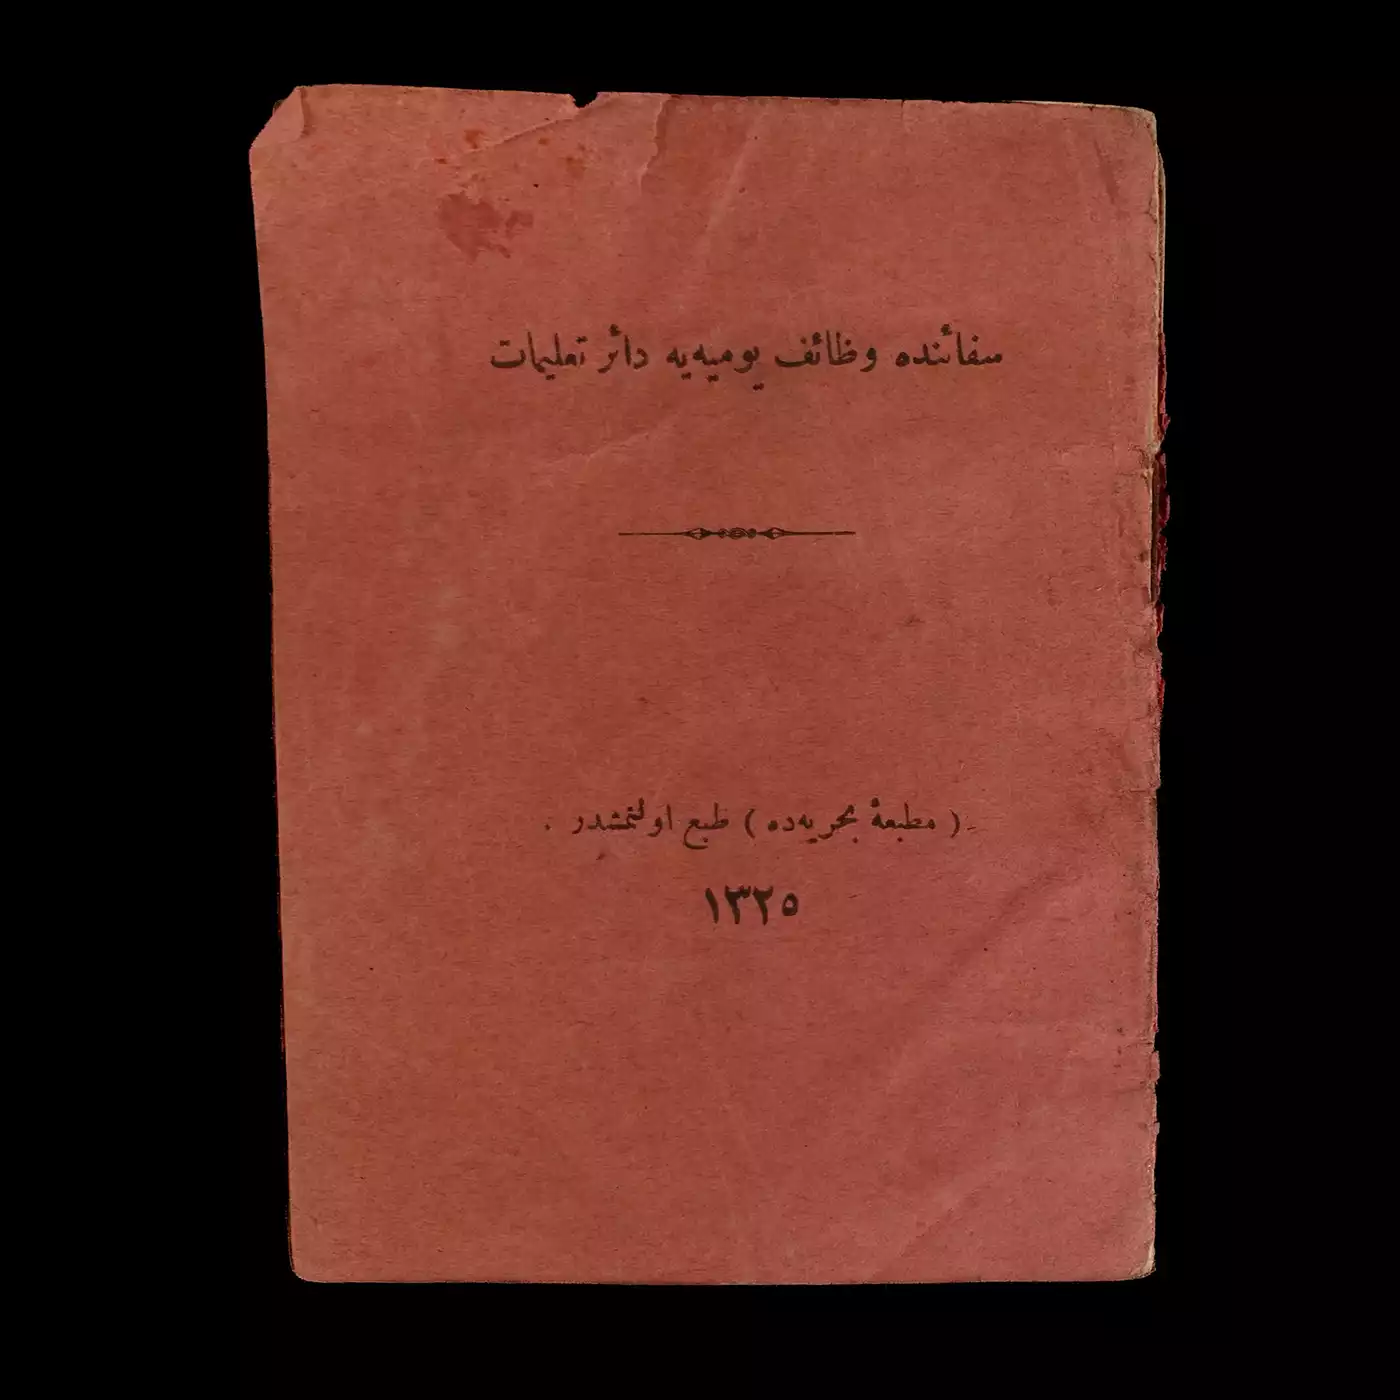 سفائنده وظائف یومیه‌یه دائر تعلیمات
( مطبعهٔ بحریه‌ده ) طبع اولنمشدر .
١٣٢٥